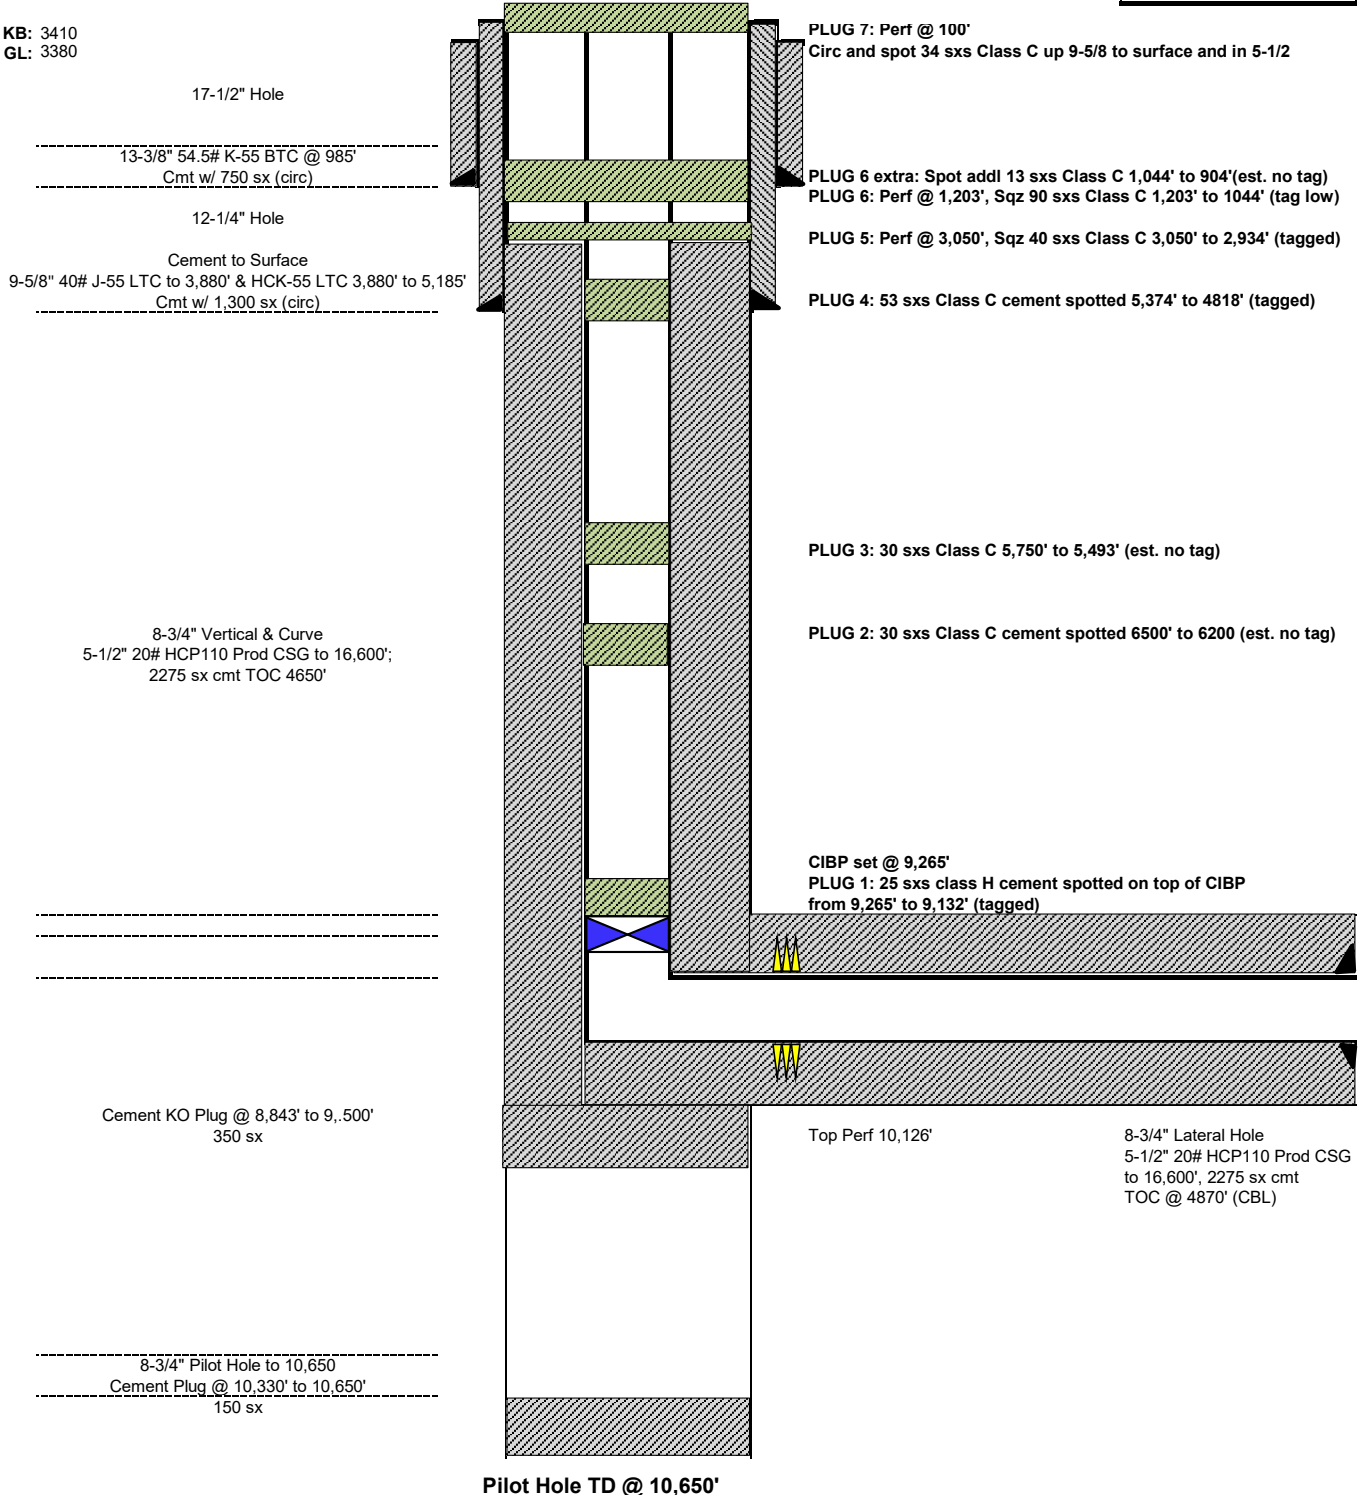 KB: 3410
GL: 3380
17-1/2" Hole
13-3/8" 54.5# K-55 BTC @ 985'
Cmt w/ 750 sx (circ)
12-1/4" Hole
Cement to Surface
9-5/8" 40# J-55 LTC to 3,880' & HCK-55 LTC 3,880' to 5,185'
Cmt w/ 1,300 sx (circ)
8-3/4" Vertical & Curve
5-1/2" 20# HCP110 Prod CSG to 16,600';
2275 sx cmt TOC 4650'
Cement KO Plug @ 8,843' to 9,.500'
350 sx
8-3/4" Pilot Hole to 10,650
Cement Plug @ 10,330' to 10,650'
150 sx
PLUG 7: Perf @ 100'
Circ and spot 34 sxs Class C up 9-5/8 to surface and in 5-1/2
PLUG 6 extra: Spot addl 13 sxs Class C 1,044' to 904'(est. no tag)
PLUG 6: Perf @ 1,203', Sqz 90 sxs Class C 1,203' to 1044' (tag low)
PLUG 5: Perf @ 3,050', Sqz 40 sxs Class C 3,050' to 2,934' (tagged)
PLUG 4: 53 sxs Class C cement spotted 5,374' to 4818' (tagged)
PLUG 3: 30 sxs Class C 5,750' to 5,493' (est. no tag)
PLUG 2: 30 sxs Class C cement spotted 6500' to 6200 (est. no tag)
CIBP set @ 9,265'
PLUG 1: 25 sxs class H cement spotted on top of CIBP
from 9,265' to 9,132' (tagged)
Top Perf 10,126'
8-3/4" Lateral Hole
5-1/2" 20# HCP110 Prod CSG
to 16,600', 2275 sx cmt
TOC @ 4870' (CBL)
Pilot Hole TD @ 10,650'